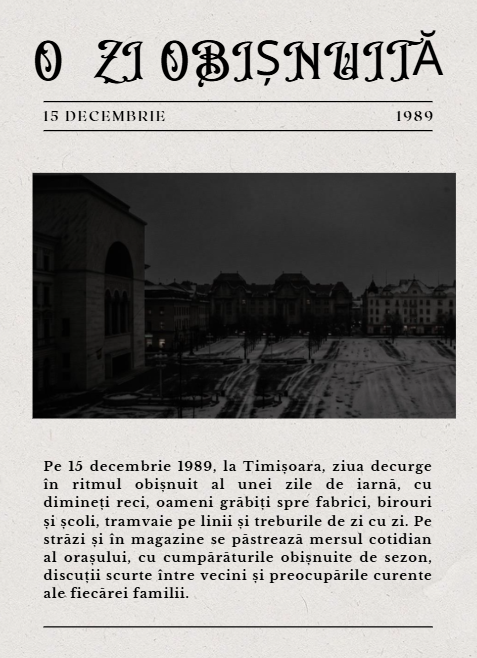 O ZI OBIȘNUITĂ
15 DECEMBRIE 1989
Pe 15 decembrie 1989, la Timișoara, ziua decurge
în ritmul obișnuit al unei zile de iarnă, cu
dimineți reci, oameni grăbiți spre fabrici, birouri
și școli, tramvaie pe linii și treburile de zi cu zi. Pe
străzi și în magazine se păstrează mersul cotidian
al orașului, cu cumpărăturile obișnuite de sezon,
discuții scurte între vecini și preocupările curente
ale fiecărei familii.